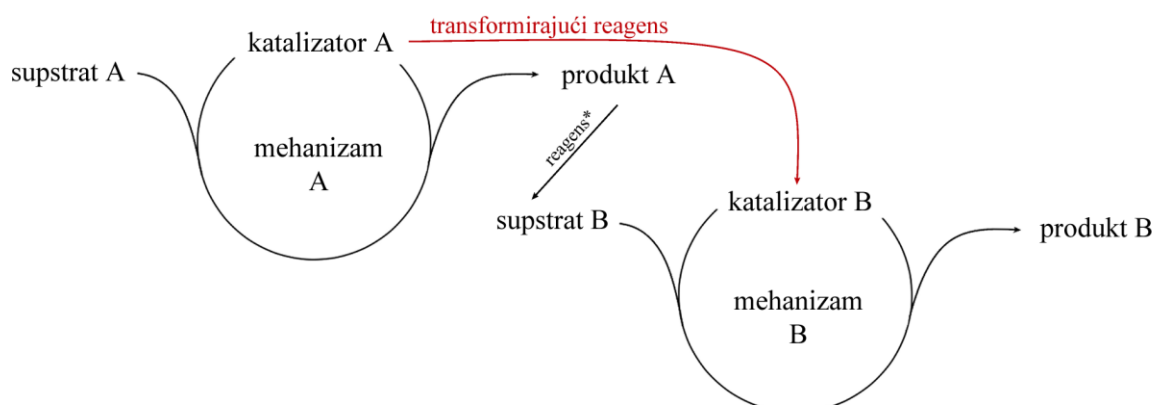 transformirajući reagens
katalizator A
supstrat A
produkt A
mehanizam
A
reagens*
supstrat B
katalizator B
produkt B
mehanizam
B